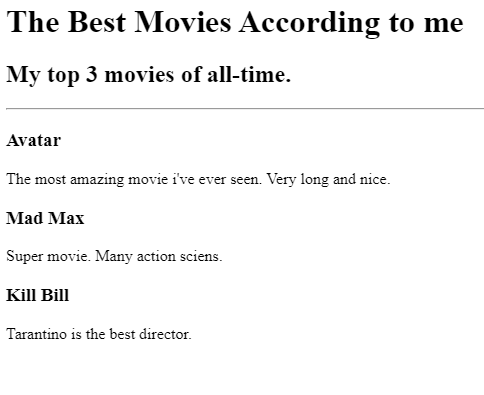 The Best Movies According to me
My top 3 movies of all-time.
Avatar
The most amazing movie i've ever seen. Very long and nice.
Mad Max
Super movie. Many action sciens.
Kill Bill
Tarantino is the best director.